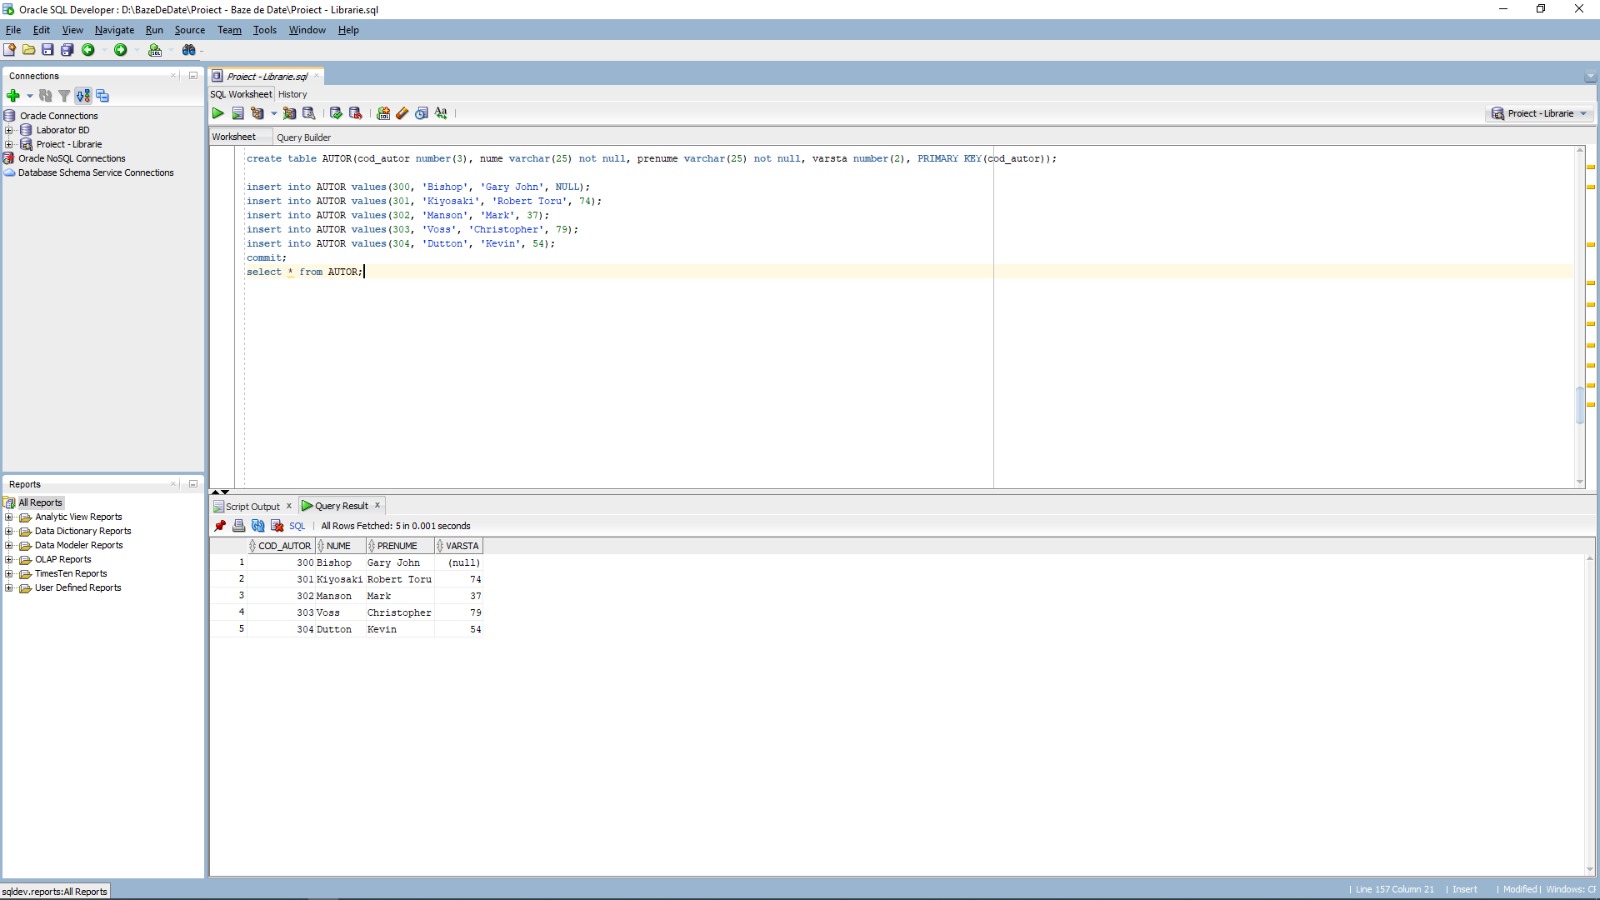 Oracle SQL Developer : D:\BazeDeDate\Proiect - Baze de Date\Proiect - Librarie.sql
File Edit View Navigate Run Source Team Tools Window Help
Connections
Oracle Connections
Laborator BD
Proiect - Librarie
Oracle NoSQL Connections
Database Schema Service Connections
Reports
All Reports
Analytic View Reports
Data Dictionary Reports
Data Modeler Reports
OLAP Reports
TimesTen Reports
User Defined Reports
Proiect - Librarie.sql
SQL Worksheet History
Proiect - Librarie
Worksheet Query Builder
create table AUTOR(cod_autor number(3), nume varchar(25) not null, prenume varchar(25) not null, varsta number(2), PRIMARY KEY(cod_autor));
insert into AUTOR values(300, 'Bishop', 'Gary John', NULL);
insert into AUTOR values(301, 'Kiyosaki', 'Robert Toru', 74);
insert into AUTOR values(302, 'Manson', 'Mark', 37);
insert into AUTOR values(303, 'Voss', 'Christopher', 79);
insert into AUTOR values(304, 'Dutton', 'Kevin', 54);
commit;
select * from AUTOR;
Script Output Query Result
SQL All Rows Fetched: 5 in 0.001 seconds
COD_AUTOR NUME PRENUME VARSTA
1 300 Bishop Gary John (null)
2 301 Kiyosaki Robert Toru 74
3 302 Manson Mark 37
4 303 Voss Christopher 79
5 304 Dutton Kevin 54
sqldev.reports:All Reports
Line 157 Column 21 Insert Modified Windows: CF